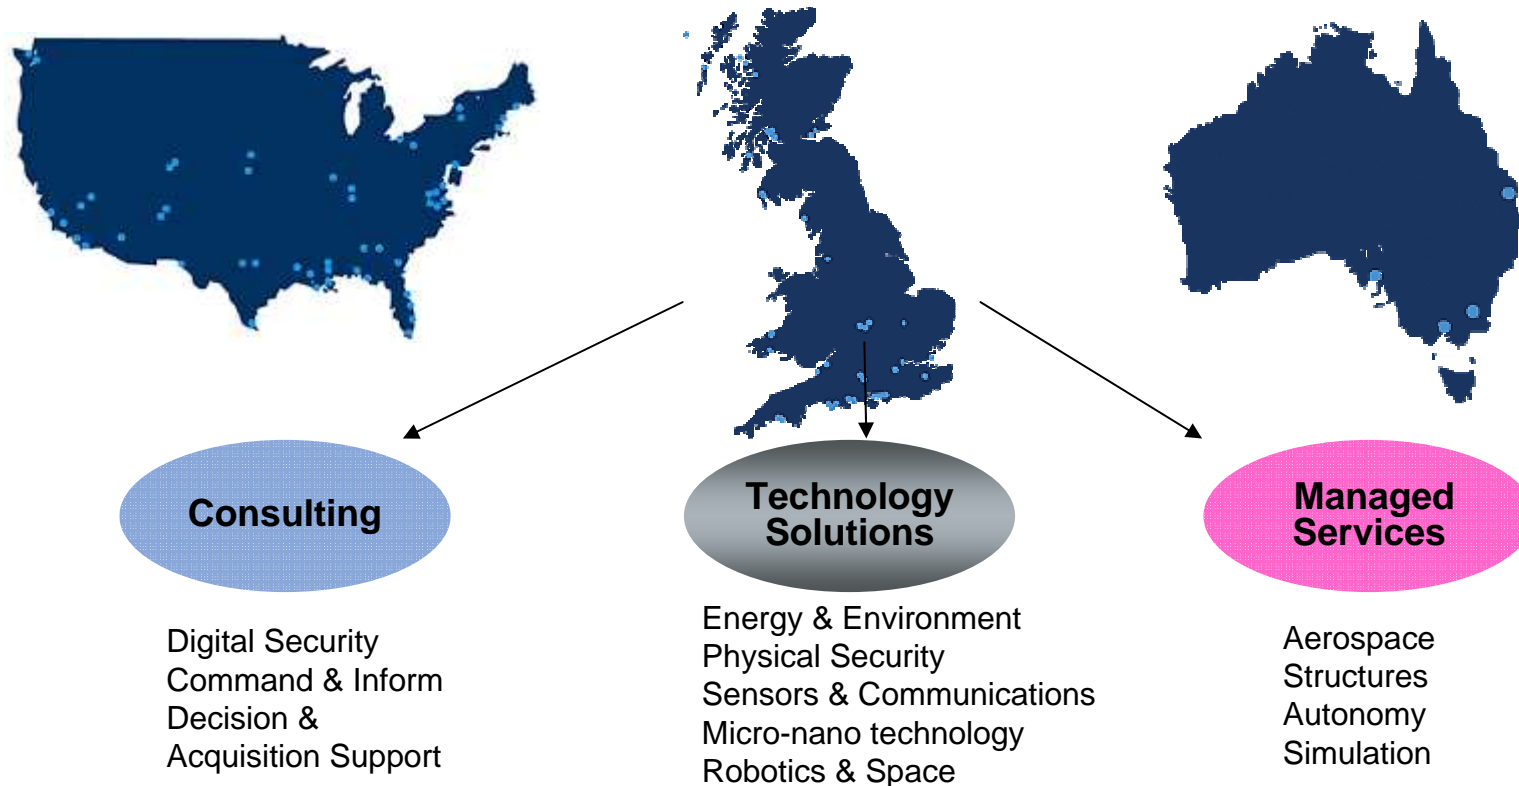 Consulting
Technology
Solutions
Managed
Services
Digital Security
Command & Inform
Decision &
Acquisition Support
Energy & Environment
Physical Security
Sensors & Communications
Micro-nano technology
Robotics & Space
Aerospace
Structures
Autonomy
Simulation